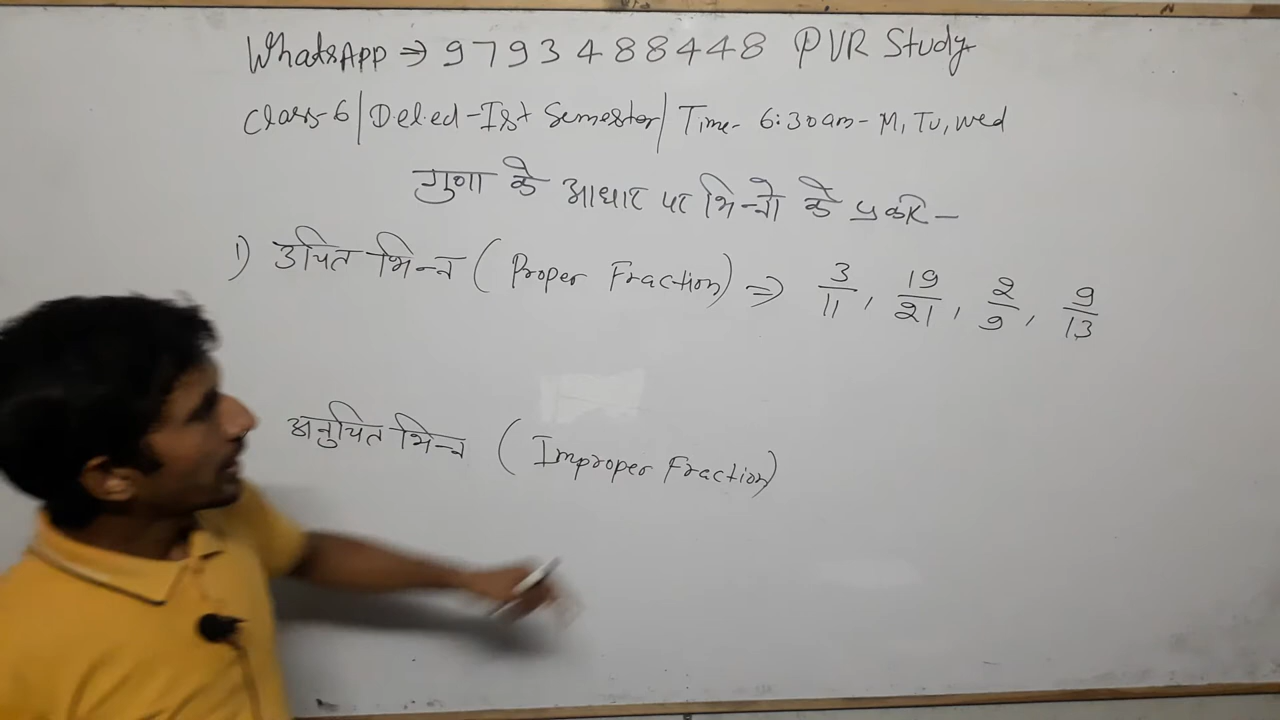 WhatsApp ⇒ 9793488448 PVR Study
Class-6 | D.el.ed-Ist Semester | Time- 6:30am- M, Tu, Wed
गुणा के आधार पर भिन्नो के प्रकार –
1) उचित भिन्न ( Proper Fraction) ⇒ 3/11, 19/21, 2/9, 9/13
अनुचित भिन्न ( Improper Fraction)